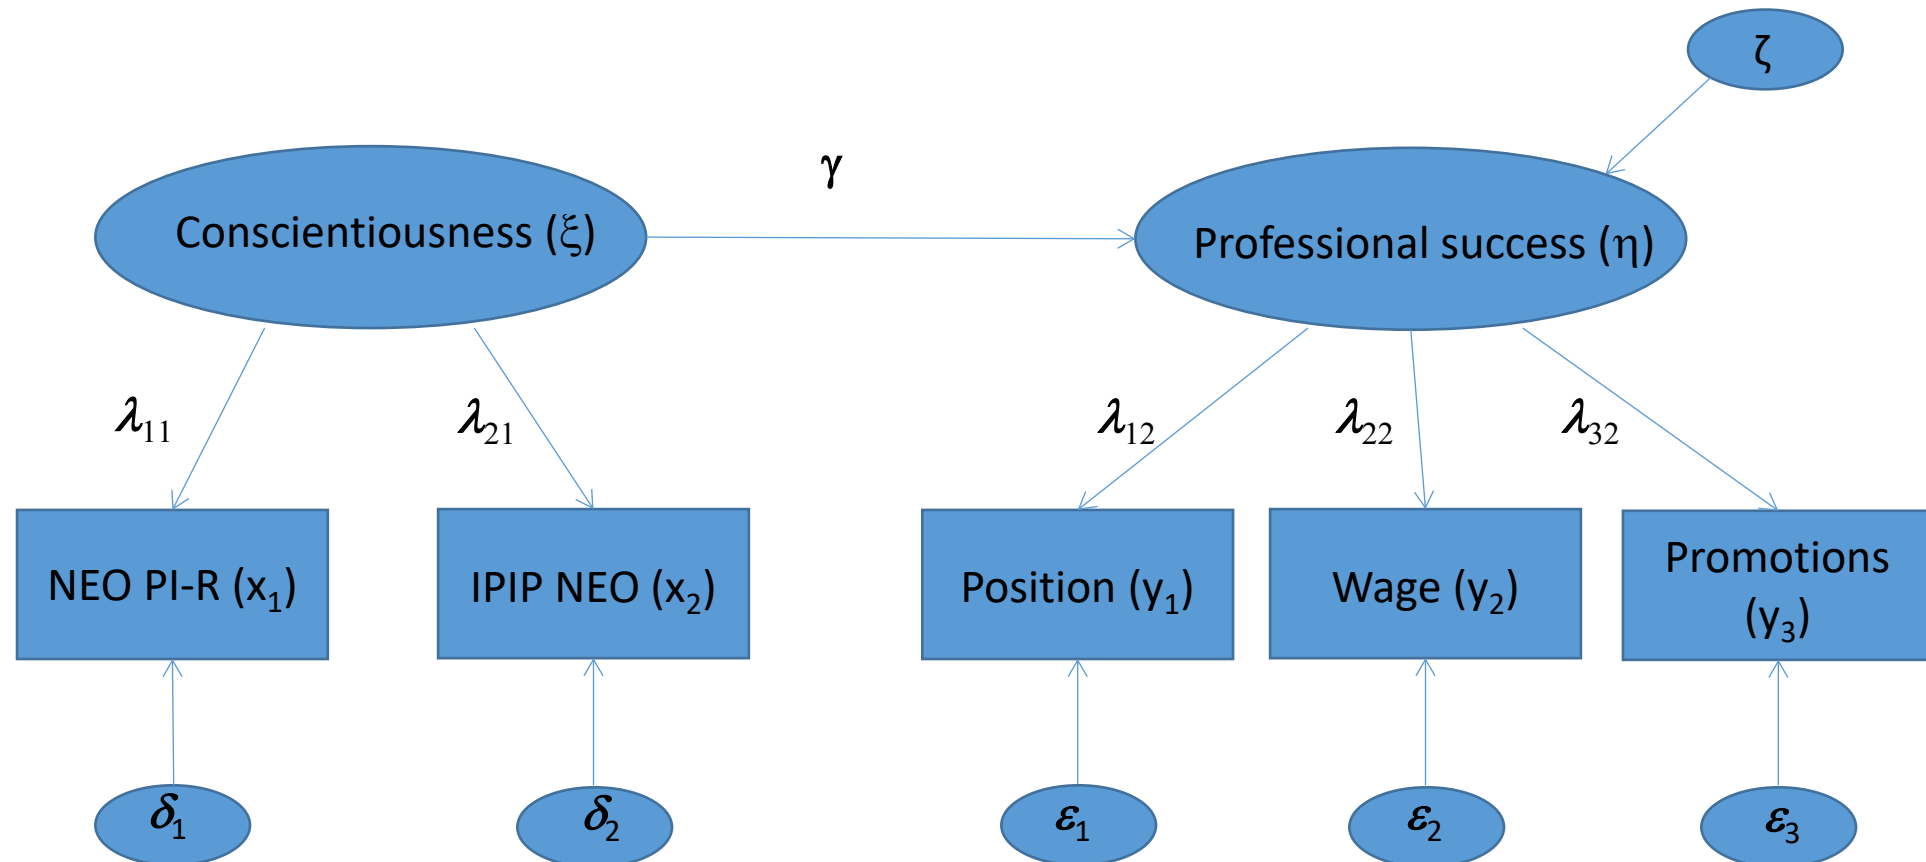 ζ
γ
Conscientiousness (ξ)
Professional success (η)
λ₁₁
λ₂₁
λ₁₂
λ₂₂
λ₃₂
NEO PI-R (x₁)
IPIP NEO (x₂)
Position (y₁)
Wage (y₂)
Promotions
(y₃)
δ₁
δ₂
ε₁
ε₂
ε₃